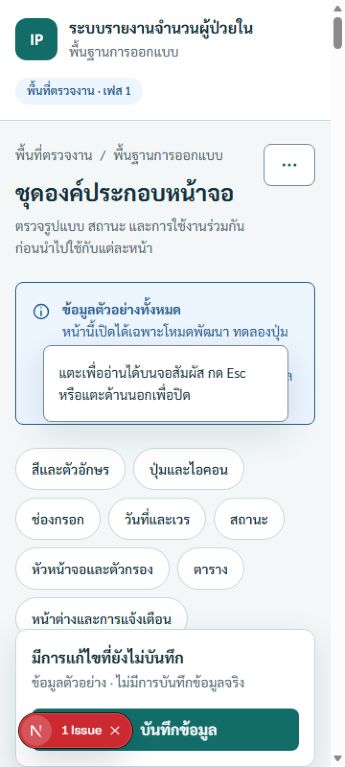 IP
ระบบรายงานจำนวนผู้ป่วยใน
พื้นฐานการออกแบบ
พื้นที่ตรวจงาน · เฟส 1
พื้นที่ตรวจงาน / พื้นฐานการออกแบบ
...
ชุดองค์ประกอบหน้าจอ
ตรวจรูปแบบ สถานะ และการใช้งานร่วมกัน
ก่อนนำไปใช้กับแต่ละหน้า
ข้อมูลตัวอย่างทั้งหมด
หน้านี้เปิดได้เฉพาะโหมดพัฒนา ทดลองปุ่ม
แตะเพื่ออ่านได้บนจอสัมผัส กด Esc
หรือแตะด้านนอกเพื่อปิด
สีและตัวอักษร
ปุ่มและไอคอน
ช่องกรอก
วันที่และเวร
สถานะ
หัวหน้าจอและตัวกรอง
ตาราง
หน้าต่างและการแจ้งเตือน
มีการแก้ไขที่ยังไม่บันทึก
ข้อมูลตัวอย่าง · ไม่มีการบันทึกข้อมูลจริง
N 1 Issue × บันทึกข้อมูล